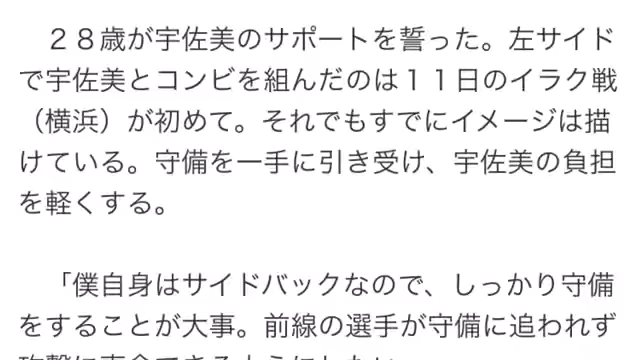 ２８歳が宇佐美のサポートを誓った。左サイド
で宇佐美とコンビを組んだのは１１日のイラク戦
（横浜）が初めて。それでもすでにイメージは描
けている。守備を一手に引き受け、宇佐美の負担
を軽くする。
「僕自身はサイドバックなので、しっかり守備
をすることが大事。前線の選手が守備に追われず